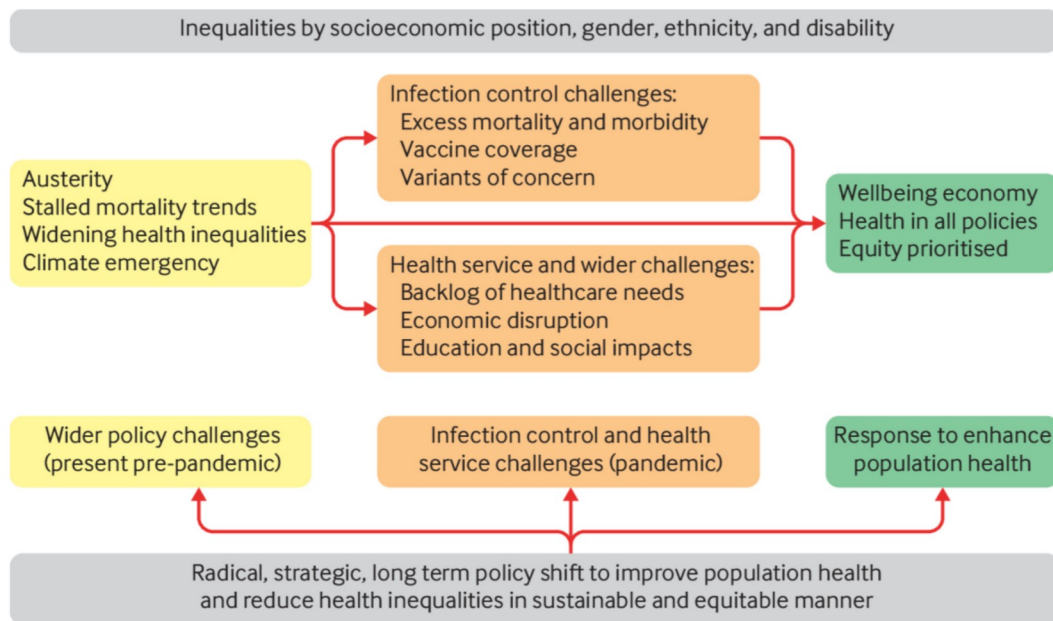 Inequalities by socioeconomic position, gender, ethnicity, and disability
Austerity
Stalled mortality trends
Widening health inequalities
Climate emergency
Infection control challenges:
Excess mortality and morbidity
Vaccine coverage
Variants of concern
Health service and wider challenges:
Backlog of healthcare needs
Economic disruption
Education and social impacts
Wellbeing economy
Health in all policies
Equity prioritised
Wider policy challenges
(present pre-pandemic)
Infection control and health
service challenges (pandemic)
Response to enhance
population health
Radical, strategic, long term policy shift to improve population health
and reduce health inequalities in sustainable and equitable manner